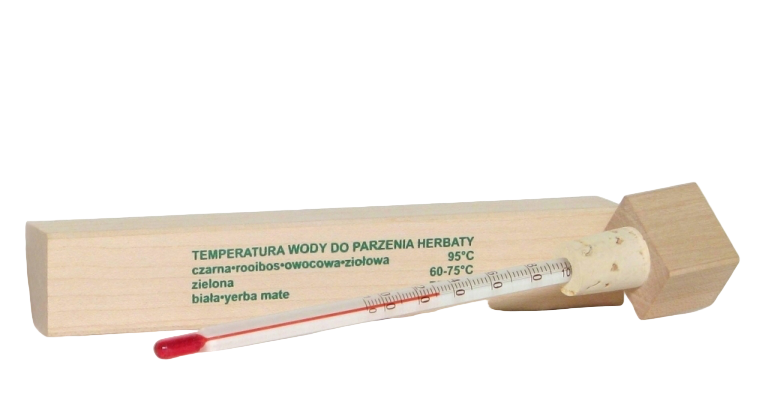 TEMPERATURA WODY DO PARZENIA HERBATY
czarna•rooibos•owocowa•ziołowa 95°C
zielona 60-75°C
biała•yerba mate